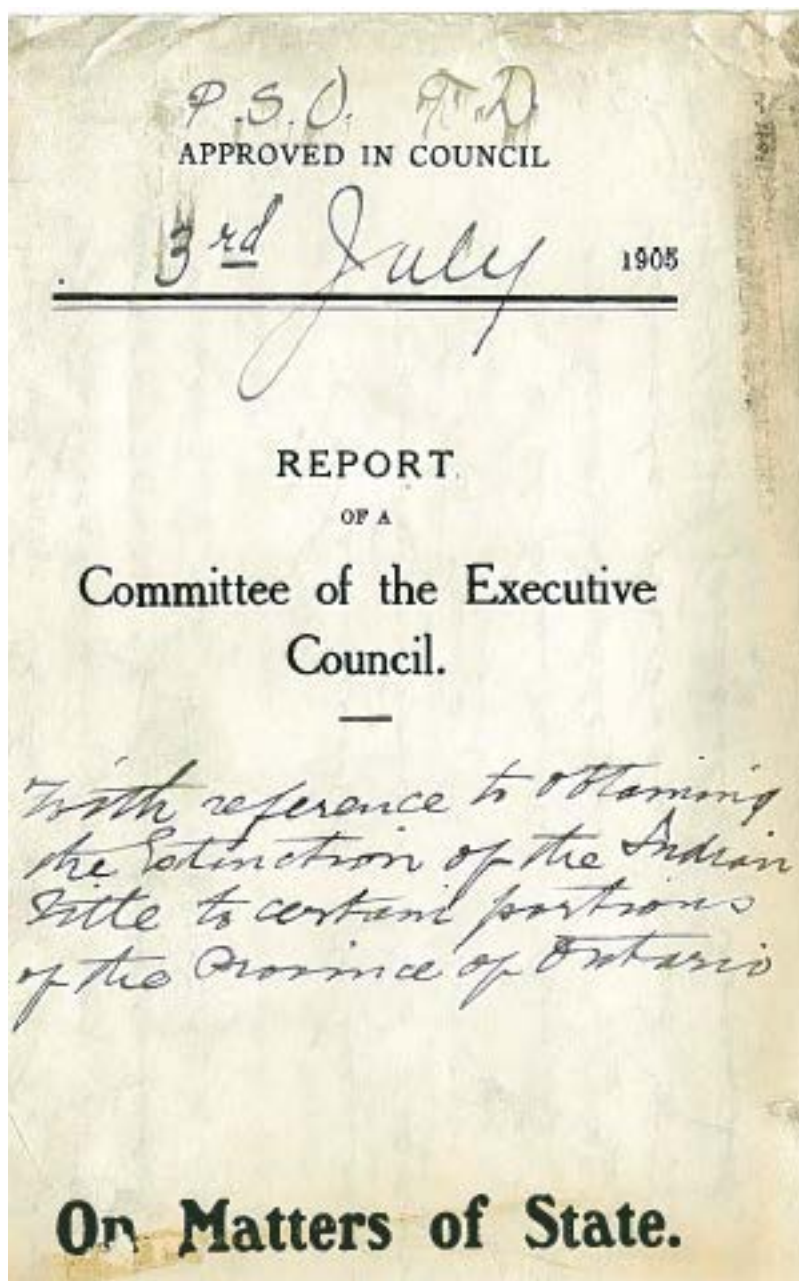 P.S.O. T.D.
APPROVED IN COUNCIL
3rd July 1905
REPORT
OF A
Committee of the Executive
Council.
With reference to obtaining
the Extinction of the Indian
Title to certain portions
of the Province of Ontario
On Matters of State.